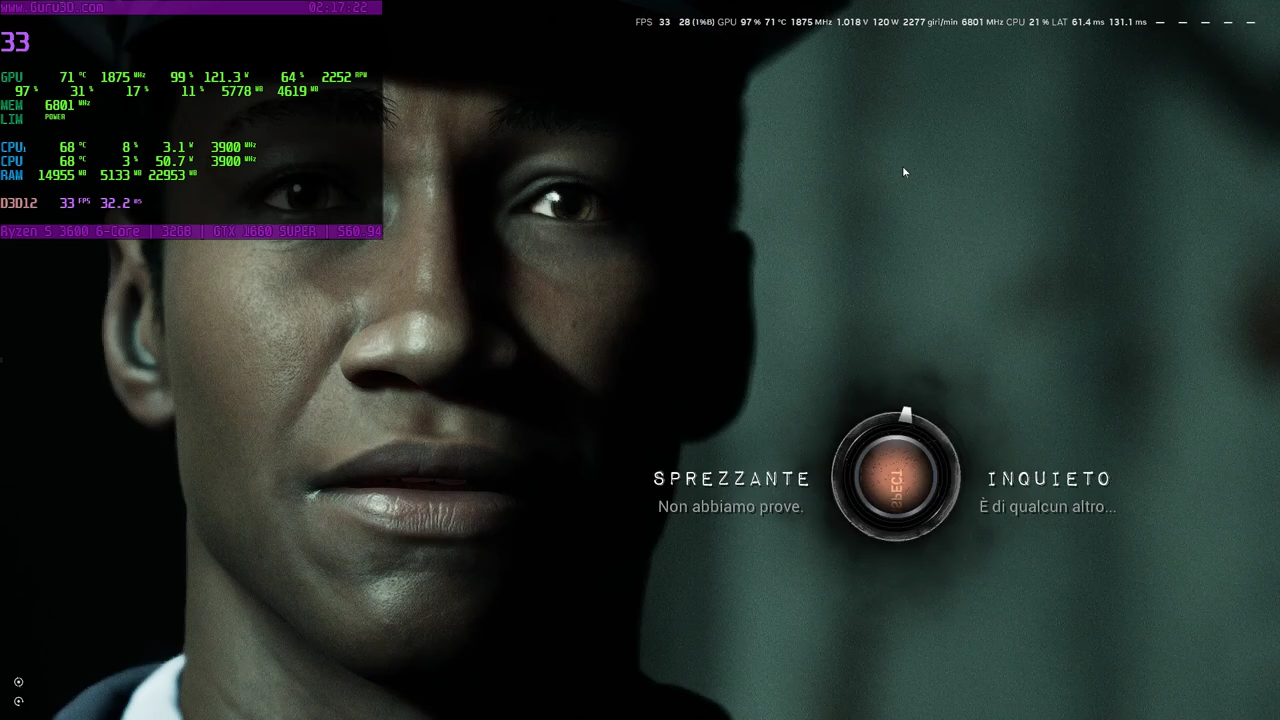 www.Guru3D.com 02:17:22
FPS 33 28 (1%B) GPU 97 % 71 °C 1875 MHz 1.018 V 120 W 2277 giri/min 6801 MHz CPU 21 % LAT 61.4 ms 131.1 ms — — — — —
33
GPU 71 °C 1875 MHz 99 % 121.3 W 64 % 2252 RPM
97 % 31 % 17 % 11 % 5778 MB 4619 MB
MEM 6801 MHz
LIM POWER
CPU1 68 °C 8 % 3.1 W 3900 MHz
CPU 68 °C 3 % 50.7 W 3900 MHz
RAM 14955 MB 5133 MB 22953 MB
D3D12 33 FPS 32.2 ms
Ryzen 5 3600 6-Core | 32GB | GTX 1660 SUPER | 560.94
SPREZZANTE
Non abbiamo prove.
SPECT
INQUIETO
È di qualcun altro...